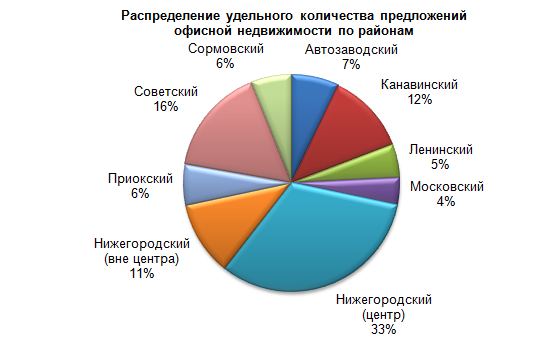 Распределение удельного количества предложений
офисной недвижимости по районам
Сормовский
6%
Автозаводский
7%
Советский
16%
Канавинский
12%
Ленинский
5%
Приокский
6%
Московский
4%
Нижегородский
(вне центра)
11%
Нижегородский
(центр)
33%